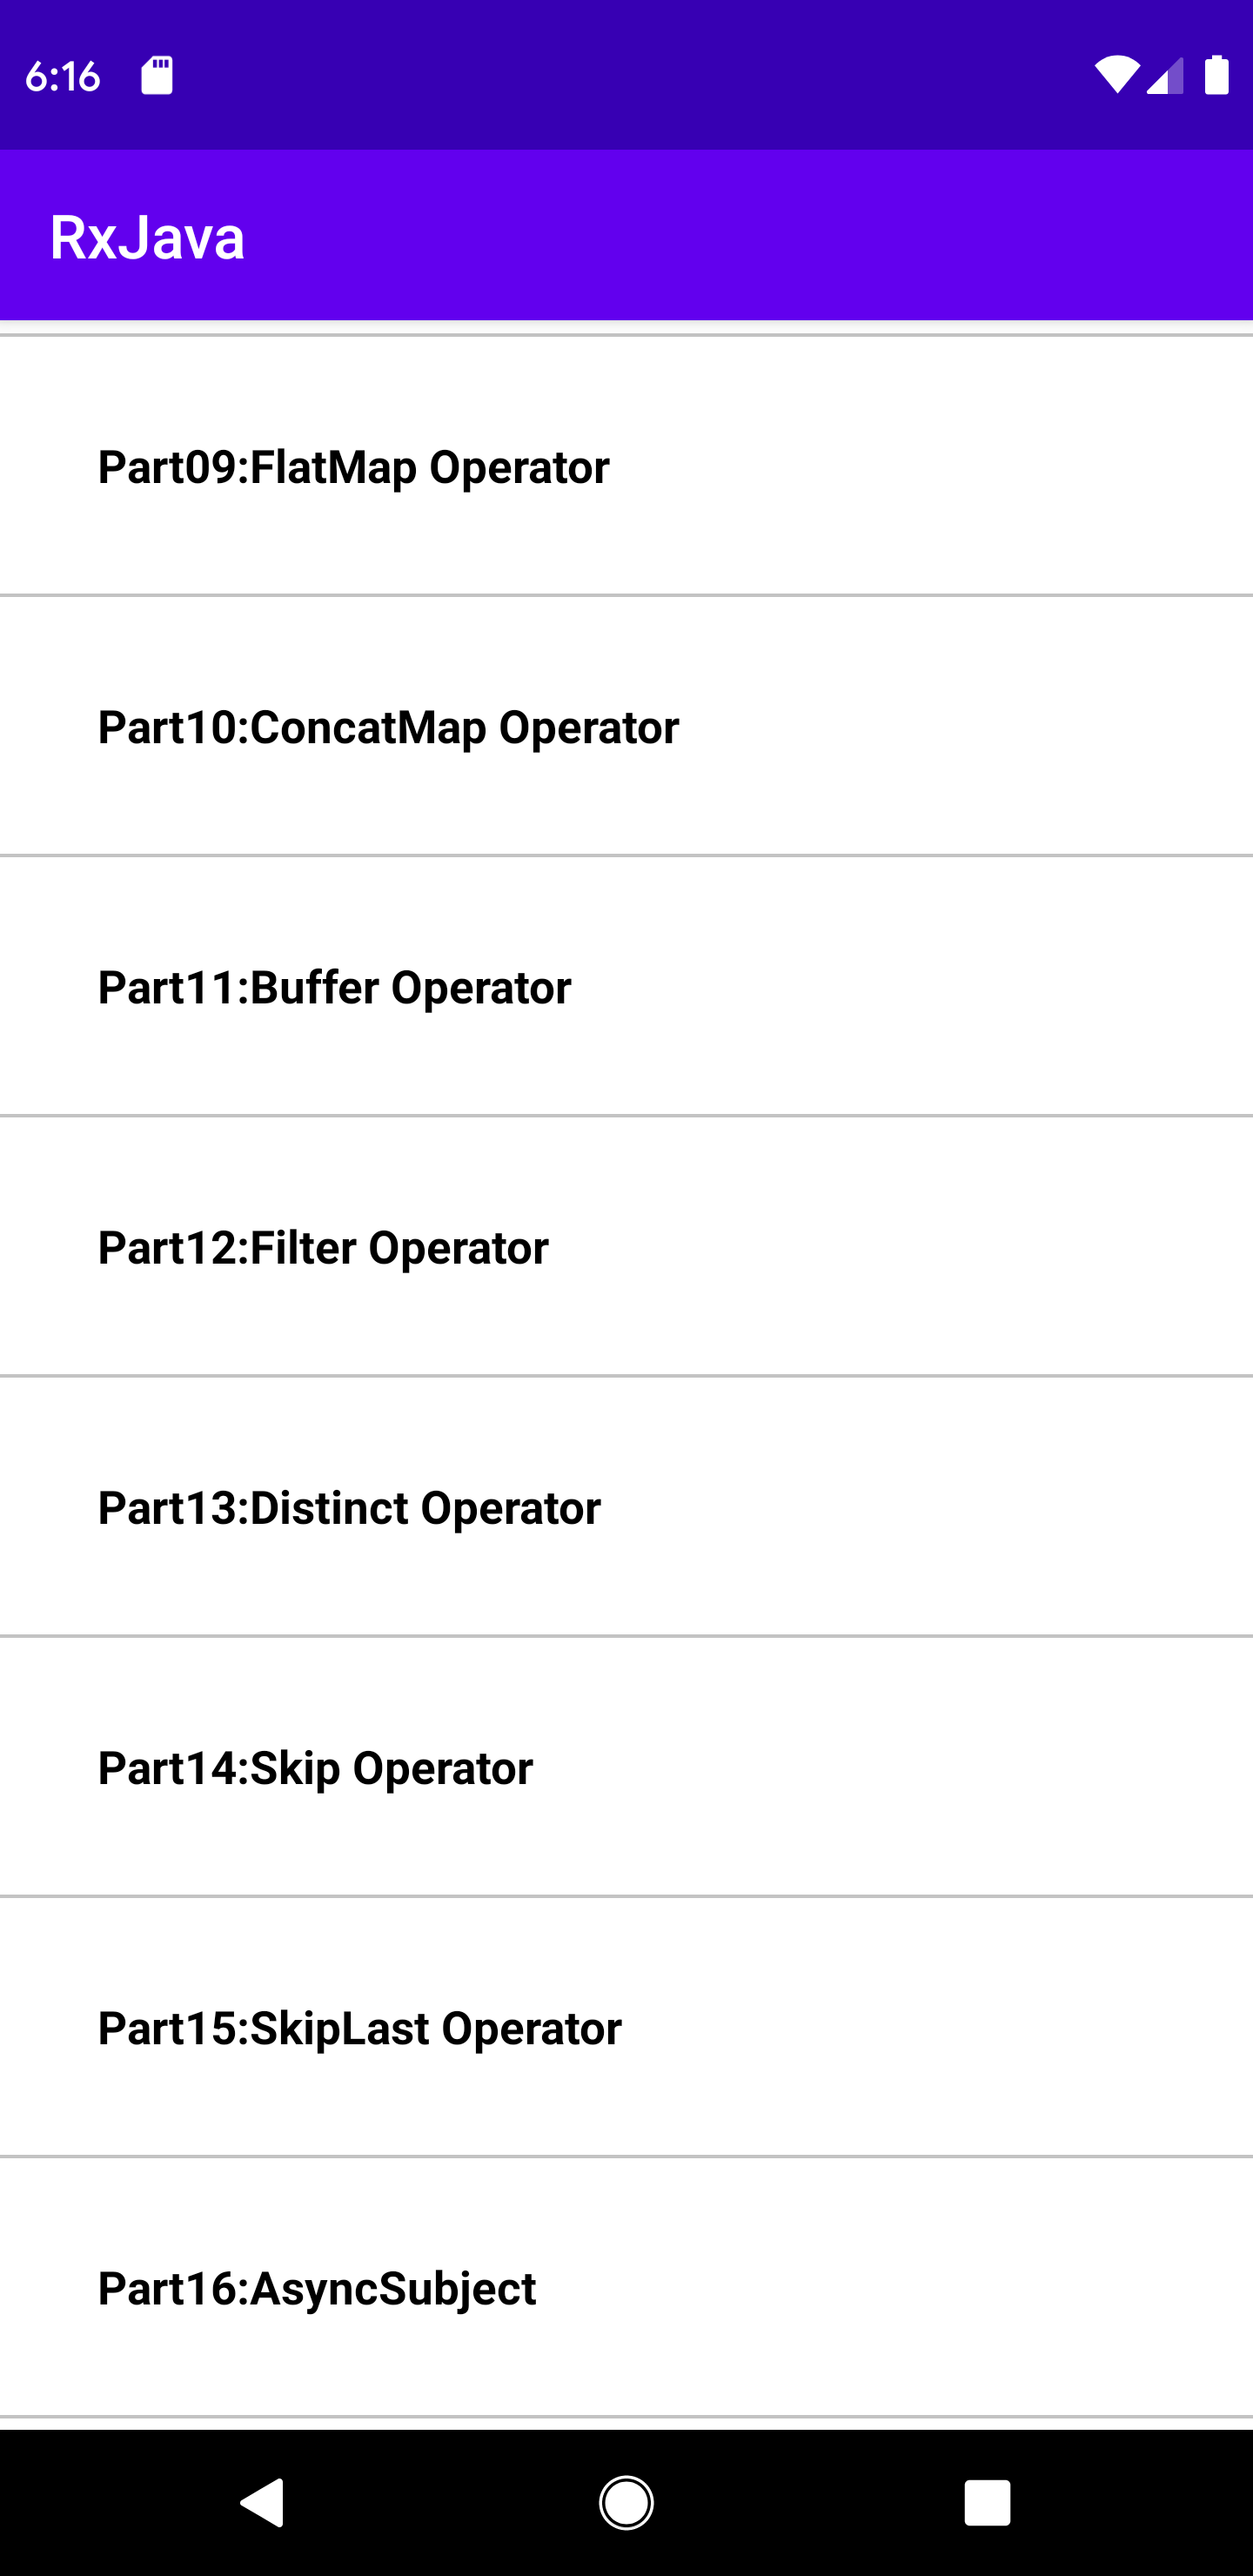 6:16
RxJava
Part09:FlatMap Operator
Part10:ConcatMap Operator
Part11:Buffer Operator
Part12:Filter Operator
Part13:Distinct Operator
Part14:Skip Operator
Part15:SkipLast Operator
Part16:AsyncSubject